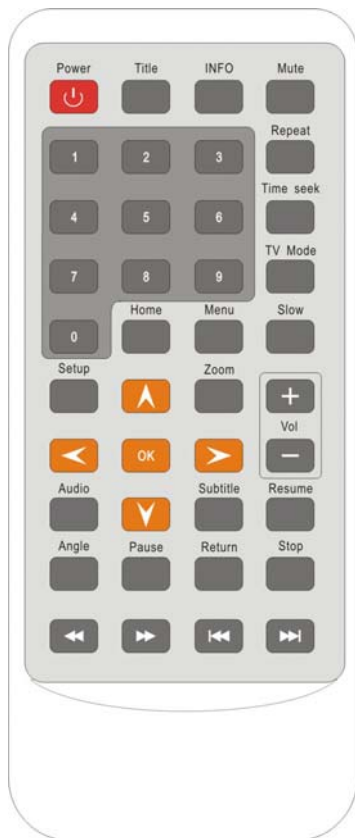 Power Title INFO Mute
Repeat
1 2 3
Time seek
4 5 6
TV Mode
7 8 9
Home Menu Slow
0
Setup Zoom
+
Vol
OK
−
Audio Subtitle Resume
Angle Pause Return Stop